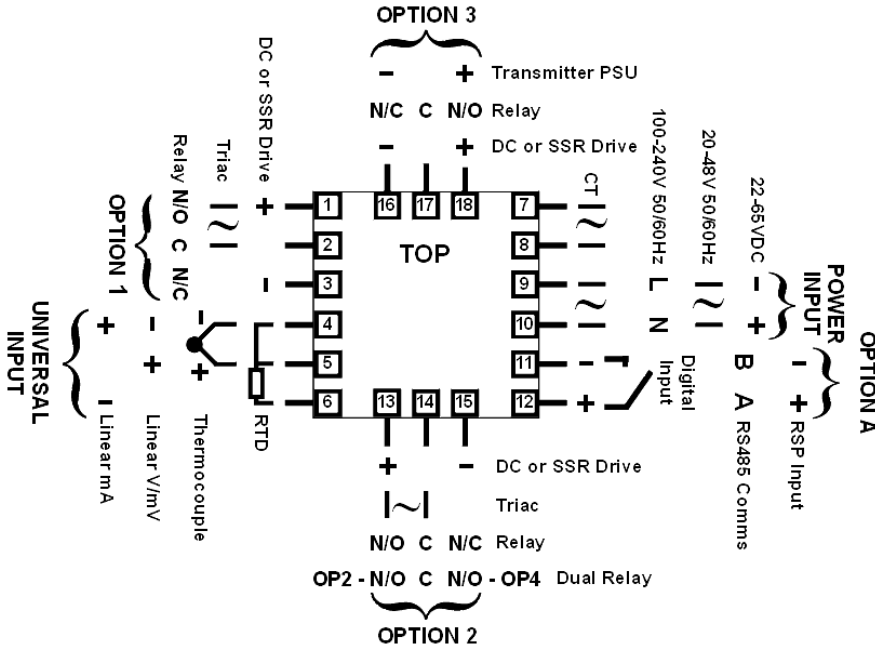 OPTION 3
- + Transmitter PSU
N/C C N/O Relay
- + DC or SSR Drive
16 17 18
TOP
1
2
3
4
5
6
7
8
9
10
11
12
13 14 15
+ - DC or SSR Drive
~ Triac
N/O C N/C Relay
OP2 - N/O C N/O - OP4 Dual Relay
OPTION 2
DC or SSR Drive
+ -
Triac
~
Relay N/O C N/C
OPTION 1
UNIVERSAL
INPUT
+ - Linear mA
- + Linear V/mV
- + Thermocouple
RTD
CT
~
~
- +
Digital
Input
100-240V 50/60Hz
L N
20-48V 50/60Hz
~
22-65VDC
- +
POWER
INPUT
B A RS485 Comms
- + RSP Input
OPTION A